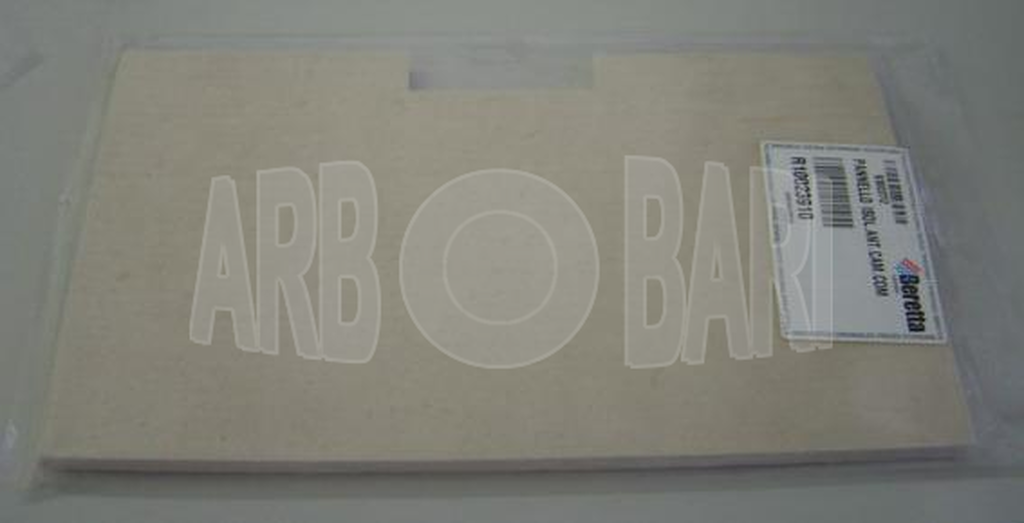 ARB O BARI
Beretta
PANNELLO ISOL.ANT.CAM COM
R10023910